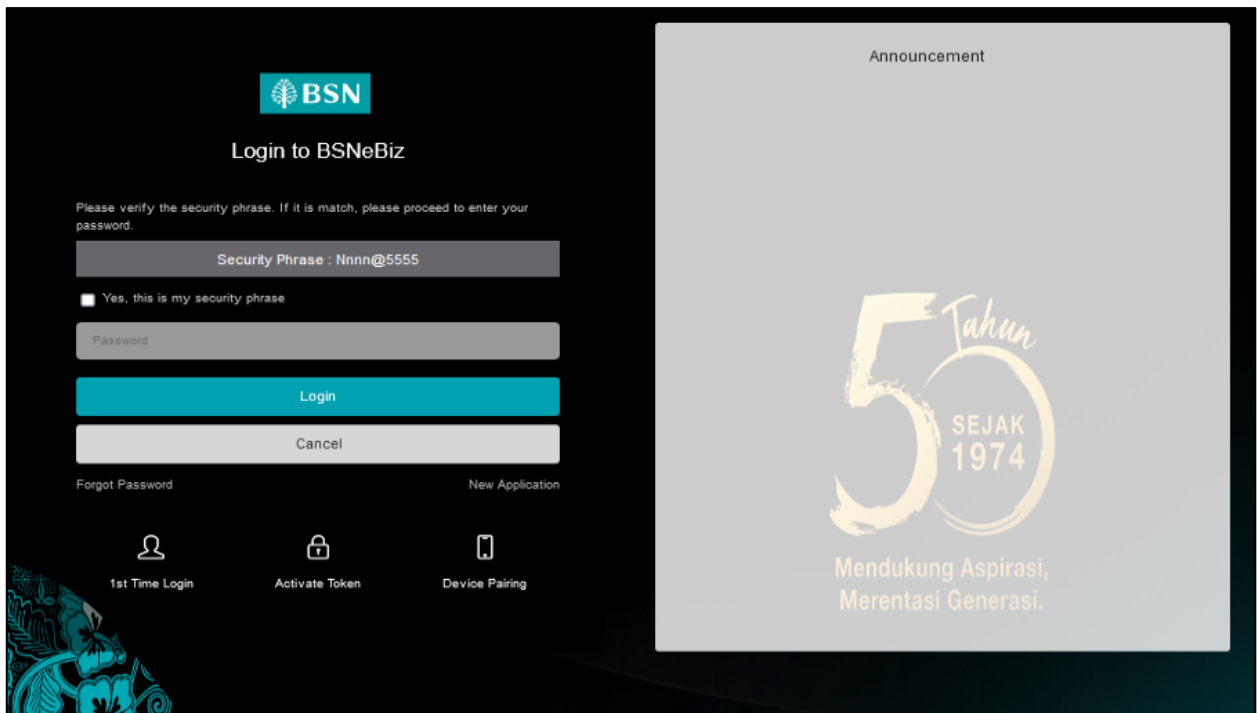 BSN
Login to BSNeBiz
Please verify the security phrase. If it is match, please proceed to enter your
password.
Security Phrase : Nnnn@5555
Yes, this is my security phrase
Password
Login
Cancel
Forgot Password
New Application
1st Time Login
Activate Token
Device Pairing
Announcement
50 Tahun
SEJAK
1974
Mendukung Aspirasi,
Merentasi Generasi.